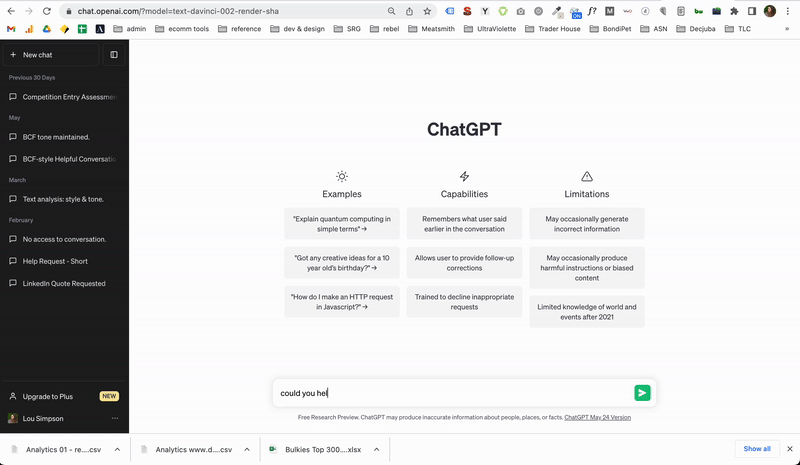 chat.openai.com/?model=text-davinci-002-render-sha
admin ecomm tools reference dev & design SRG rebel Meatsmith UltraViolette Trader House BondiPet ASN Decjuba TLC
New chat
Previous 30 Days
Competition Entry Assessmen
May
BCF tone maintained.
BCF-style Helpful Conversatio
March
Text analysis: style & tone.
February
No access to conversation.
Help Request - Short
LinkedIn Quote Requested
Upgrade to Plus NEW
Lou Simpson
ChatGPT
Examples Capabilities Limitations
"Explain quantum computing in
simple terms" →
Remembers what user said
earlier in the conversation
May occasionally generate
incorrect information
"Got any creative ideas for a 10
year old's birthday?" →
Allows user to provide follow-up
corrections
May occasionally produce
harmful instructions or biased
content
"How do I make an HTTP request
in Javascript?" →
Trained to decline inappropriate
requests
Limited knowledge of world and
events after 2021
could you hel
Free Research Preview. ChatGPT may produce inaccurate information about people, places, or facts. ChatGPT May 24 Version
Analytics 01 - re....csv Analytics www.d....csv Bulkies Top 300....xlsx Show all